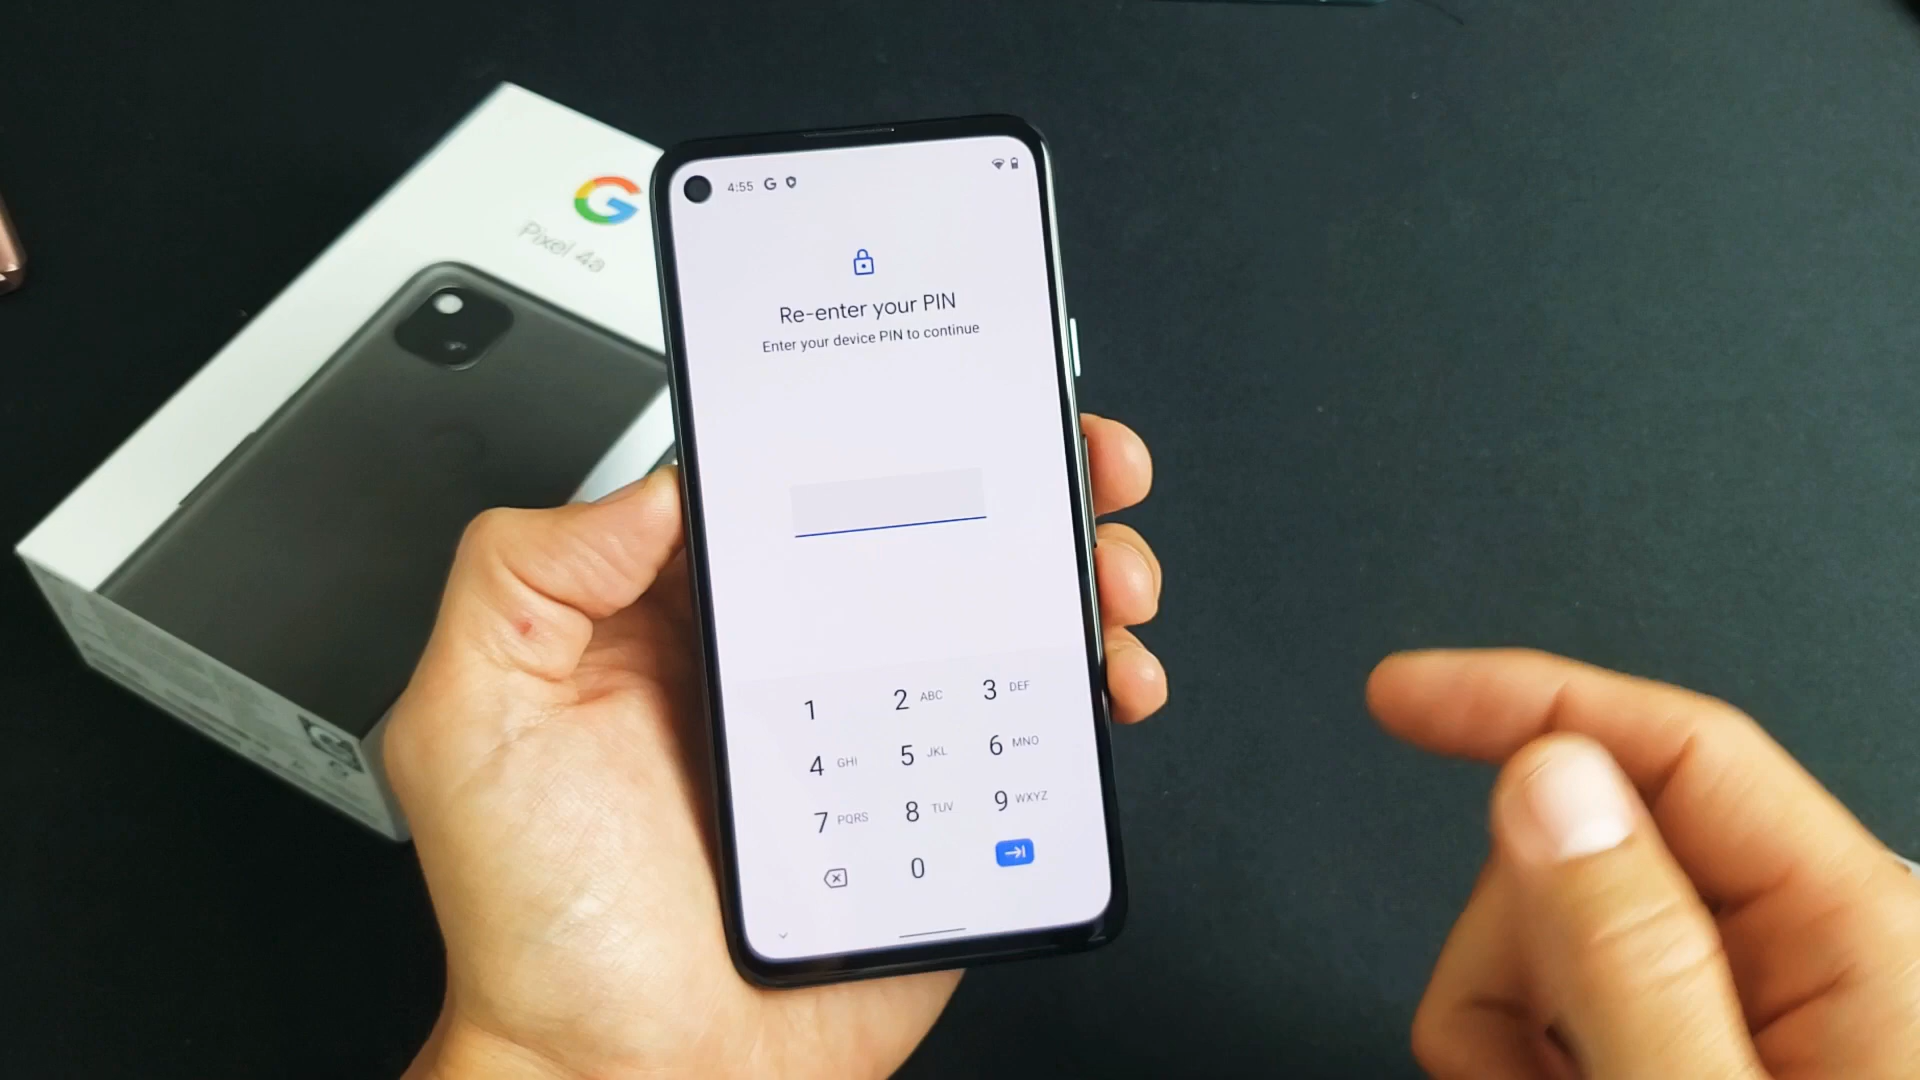 G
Pixel 4a
4:55 G
Re-enter your PIN
Enter your device PIN to continue
1 2 ABC 3 DEF
4 GHI 5 JKL 6 MNO
7 PQRS 8 TUV 9 WXYZ
0